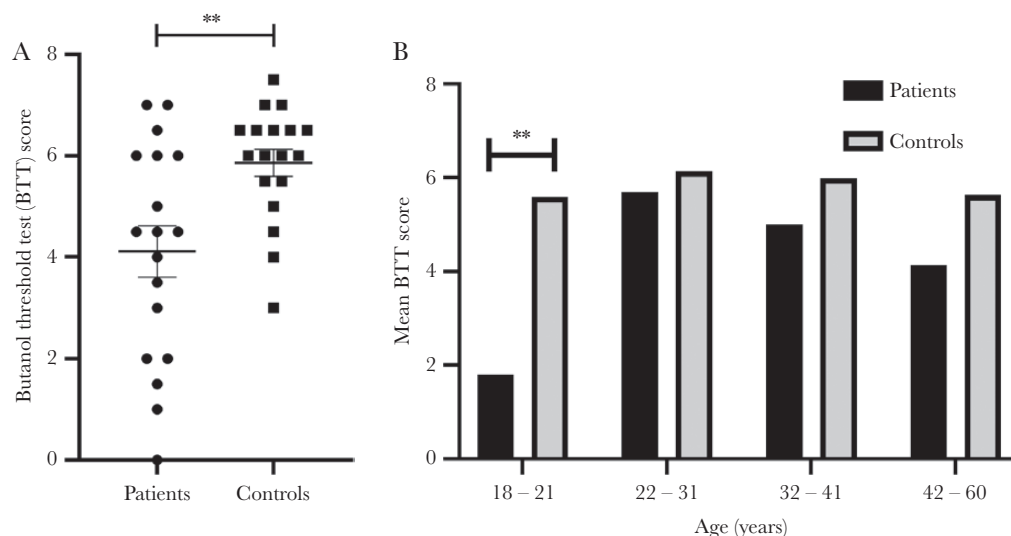 A
**
Butanol threshold test (BTT) score
8
6
4
2
0
Patients
Controls
B
Patients
Controls
**
Mean BTT score
8
6
4
2
0
18 – 21
22 – 31
32 – 41
42 – 60
Age (years)